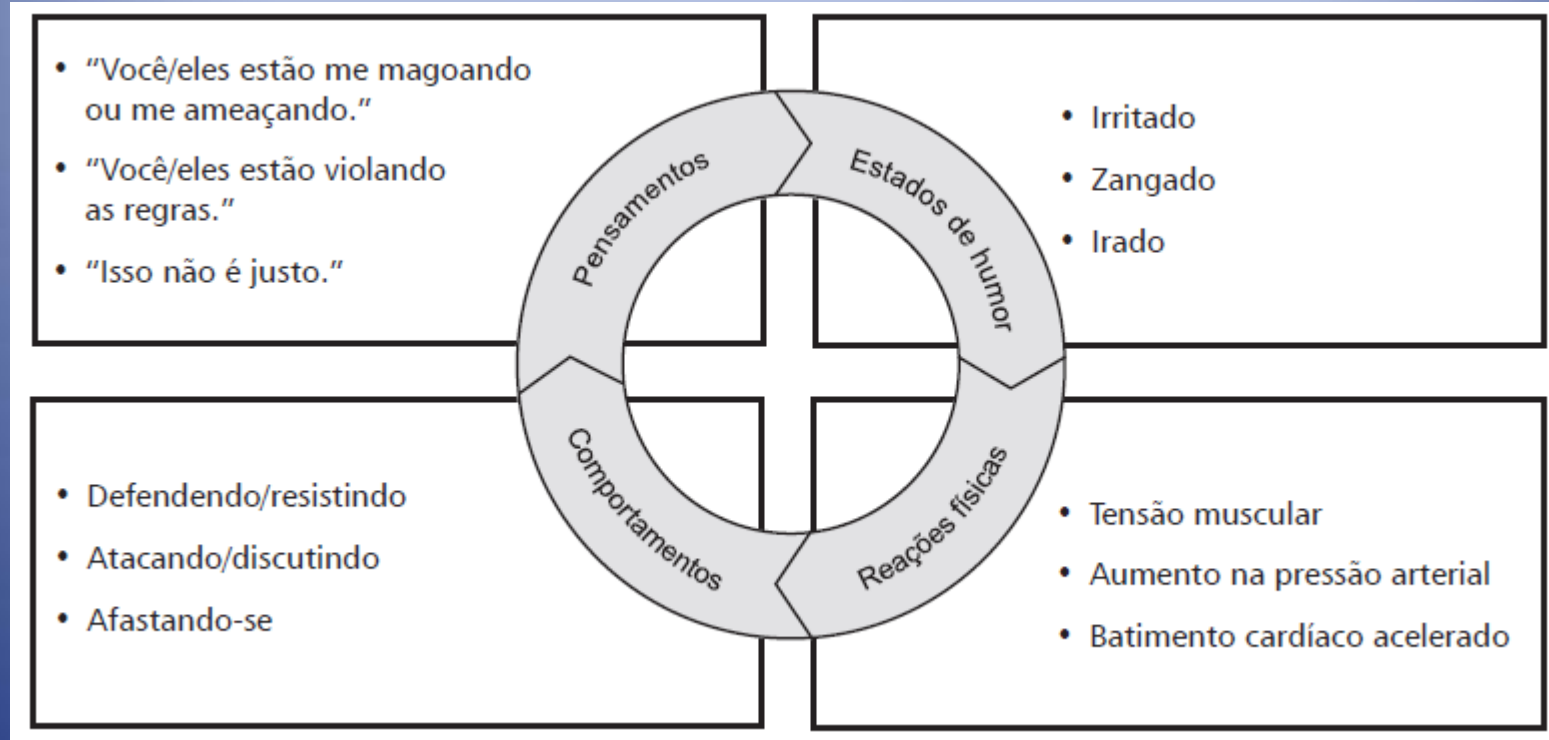 • “Você/eles estão me magoando
ou me ameaçando.”
• “Você/eles estão violando
as regras.”
• “Isso não é justo.”
Pensamentos
Estados de humor
• Irritado
• Zangado
• Irado
Comportamentos
• Defendendo/resistindo
• Atacando/discutindo
• Afastando-se
Reações físicas
• Tensão muscular
• Aumento na pressão arterial
• Batimento cardíaco acelerado